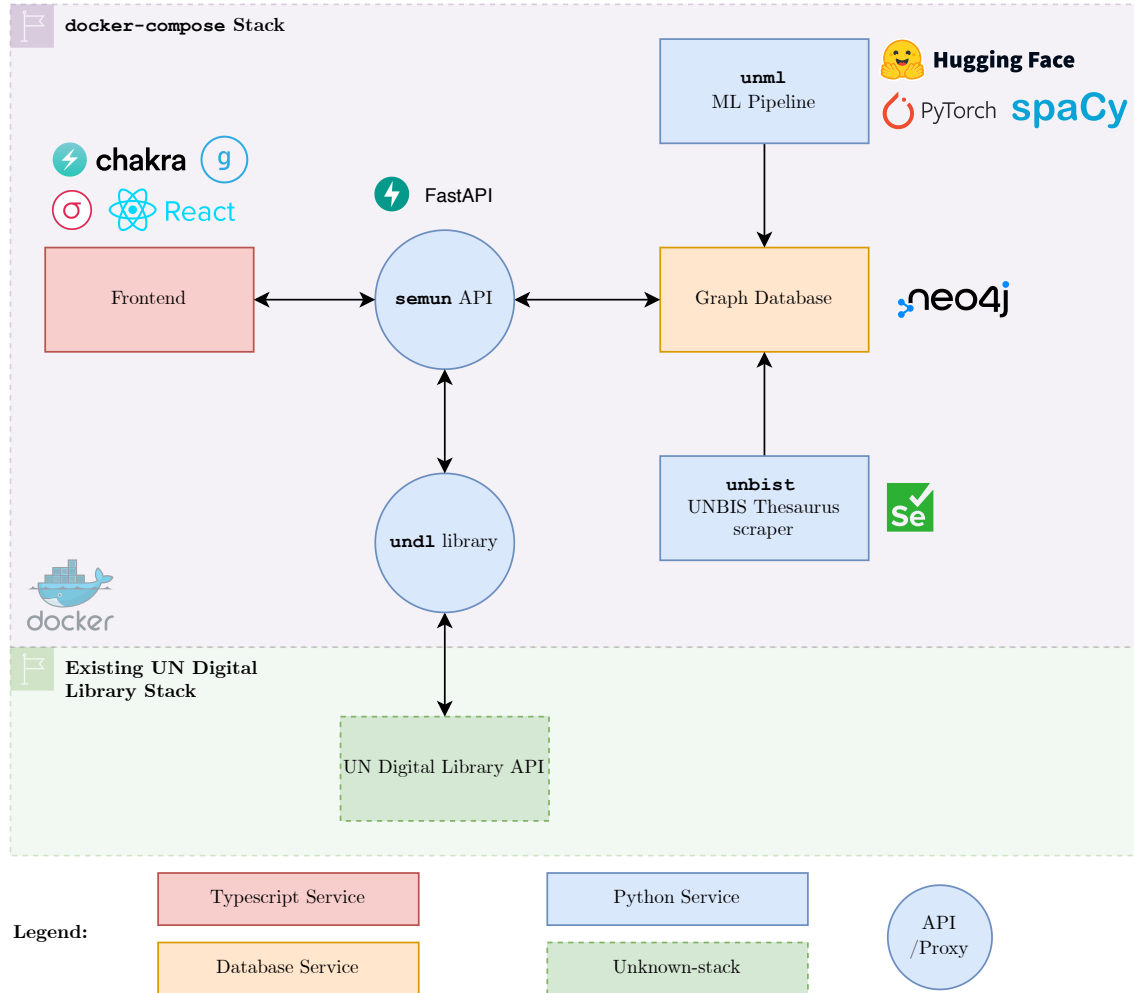 docker-compose Stack
unml
ML Pipeline
Hugging Face
PyTorch
spaCy
chakra
g
σ
React
FastAPI
Frontend
semun API
Graph Database
neo4j
undl library
unbist
UNBIS Thesaurus
scraper
Se
docker
Existing UN Digital
Library Stack
UN Digital Library API
Legend:
Typescript Service
Python Service
API
/Proxy
Database Service
Unknown-stack